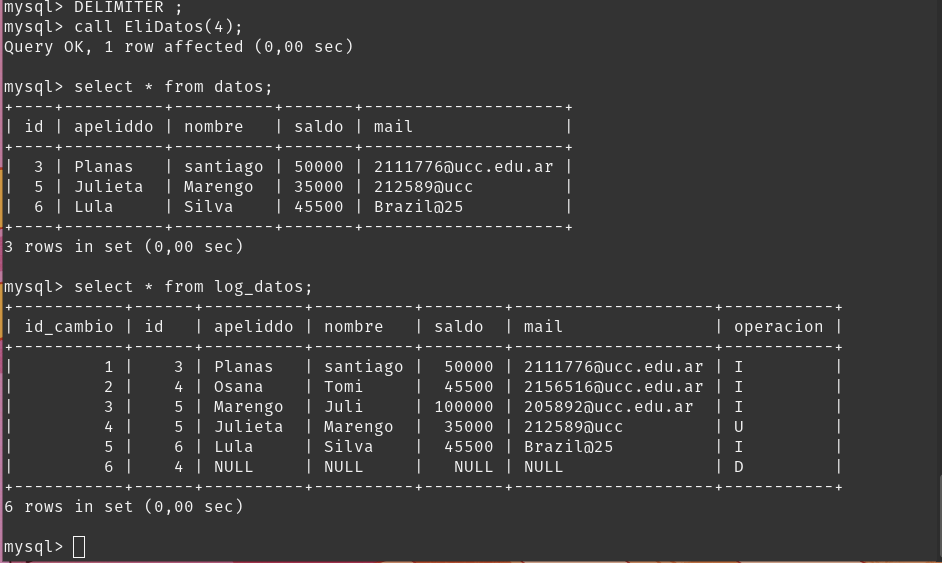 mysql> DELIMITER ;
mysql> call EliDatos(4);
Query OK, 1 row affected (0,00 sec)
mysql> select * from datos;
+----+----------+----------+-------+--------------------+
| id | apeliddo | nombre   | saldo | mail               |
+----+----------+----------+-------+--------------------+
|  3 | Planas   | santiago | 50000 | 2111776@ucc.edu.ar |
|  5 | Julieta  | Marengo  | 35000 | 212589@ucc         |
|  6 | Lula     | Silva    | 45500 | Brazil@25          |
+----+----------+----------+-------+--------------------+
3 rows in set (0,00 sec)
mysql> select * from log_datos;
+-----------+------+----------+----------+--------+--------------------+-----------+
| id_cambio | id   | apeliddo | nombre   | saldo  | mail               | operacion |
+-----------+------+----------+----------+--------+--------------------+-----------+
|         1 |    3 | Planas   | santiago |  50000 | 2111776@ucc.edu.ar | I         |
|         2 |    4 | Osana    | Tomi     |  45500 | 2156516@ucc.edu.ar | I         |
|         3 |    5 | Marengo  | Juli     | 100000 | 205892@ucc.edu.ar  | I         |
|         4 |    5 | Julieta  | Marengo  |  35000 | 212589@ucc         | U         |
|         5 |    6 | Lula     | Silva    |  45500 | Brazil@25          | I         |
|         6 |    4 | NULL     | NULL     |   NULL | NULL               | D         |
+-----------+------+----------+----------+--------+--------------------+-----------+
6 rows in set (0,00 sec)
mysql>